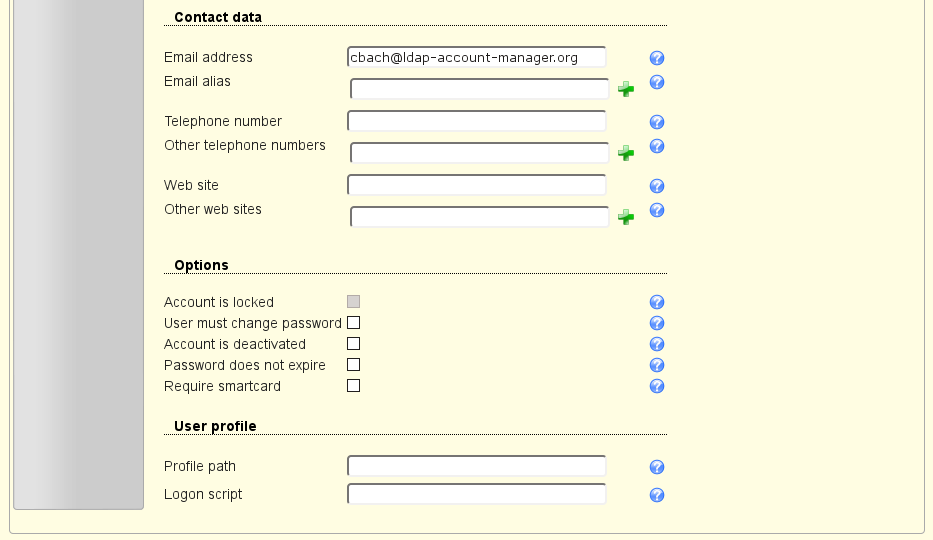 Contact data
Email address cbach@ldap-account-manager.org
Email alias
Telephone number
Other telephone numbers
Web site
Other web sites
Options
Account is locked
User must change password
Account is deactivated
Password does not expire
Require smartcard
User profile
Profile path
Logon script